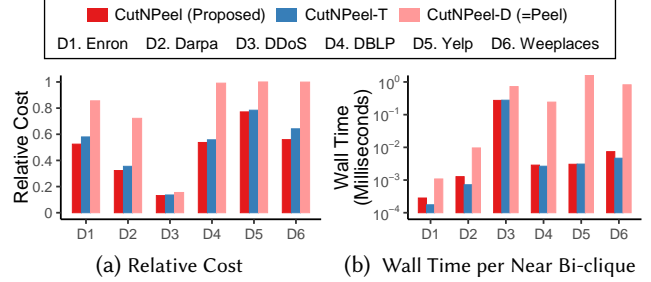 CutNPeel (Proposed) CutNPeel-T CutNPeel-D (=Peel)
D1. Enron D2. Darpa D3. DDoS D4. DBLP D5. Yelp D6. Weeplaces
Relative Cost
1
0.8
0.6
0.4
0.2
0
D1 D2 D3 D4 D5 D6
(a) Relative Cost
Wall Time
(Milliseconds)
10⁰
10⁻¹
10⁻²
10⁻³
10⁻⁴
D1 D2 D3 D4 D5 D6
(b) Wall Time per Near Bi-clique